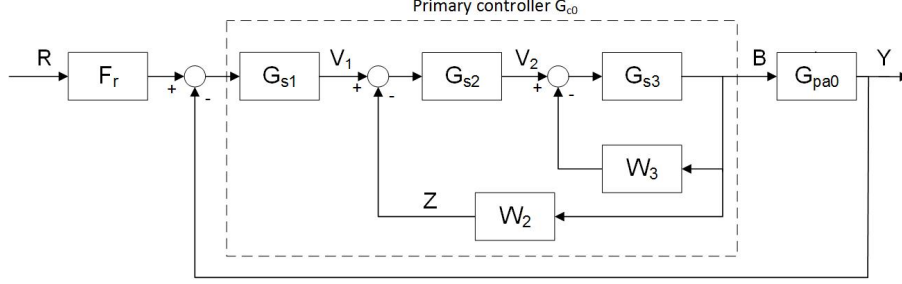 Primary controller Gc0
R
Fr
+
-
Gs1
V1
+
-
Gs2
V2
+
-
Gs3
B
Gpa0
Y
W3
Z
W2